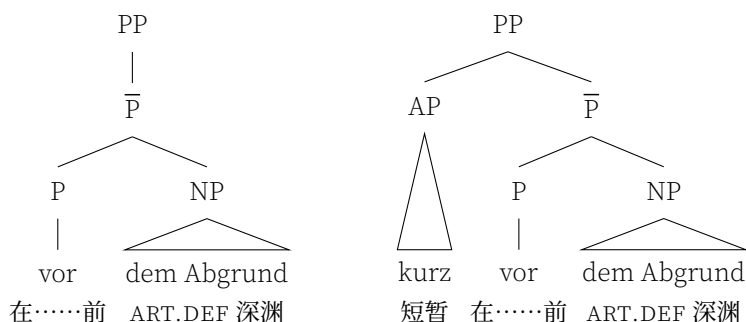 PP PP
P̅ AP P̅
P NP P NP
vor dem Abgrund kurz vor dem Abgrund
在……前 ART.DEF 深渊 短暂 在……前 ART.DEF 深渊